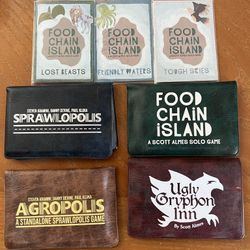 FOOD
CHAIN
ISLAND
LOST BEASTS
FOOD
CHAIN
ISLAND
FRIENDLY WATERS
FOOD
CHAIN
ISLAND
TOUGH SKIES
STEVEN ARAMINI, DANNY DEVINE, PAUL KLUKA
SPRAWLOPOLIS
FOOD
CHAIN
ISLAND
A SCOTT ALMES SOLO GAME
STEVEN ARAMINI, DANNY DEVINE, PAUL KLUKA
AGROPOLIS
A STANDALONE SPRAWLOPOLIS GAME
Ugly
Gryphon
Inn
By Scott Almes